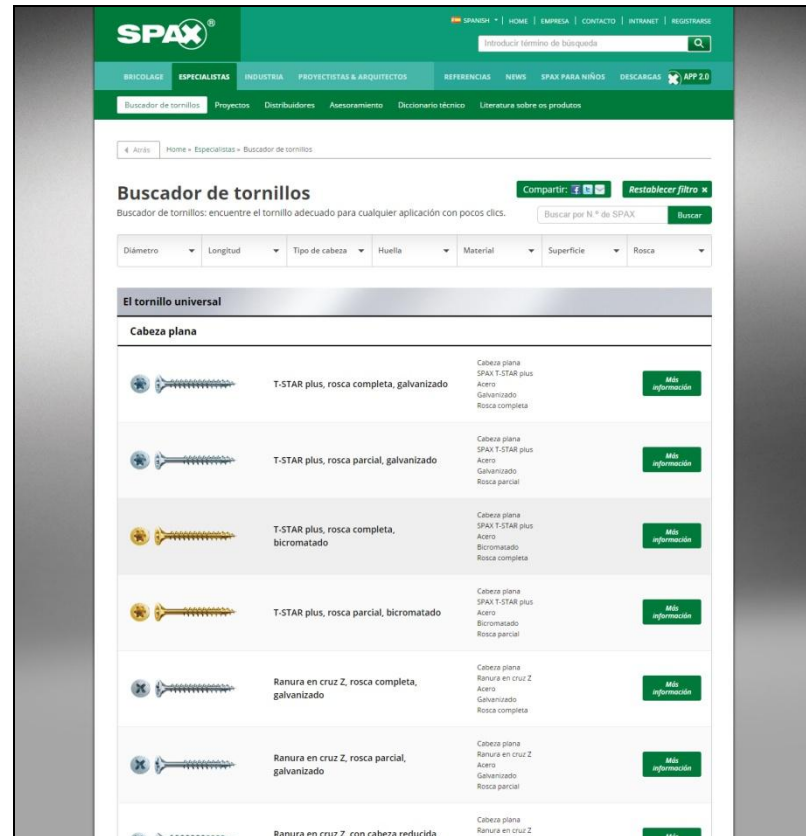 SPAX®
SPANISH | HOME | EMPRESA | CONTACTO | INTRANET | REGISTRARSE
Introducir término de búsqueda
BRICOLAGE ESPECIALISTAS INDUSTRIA PROYECTISTAS & ARQUITECTOS REFERENCIAS NEWS SPAX PARA NIÑOS DESCARGAS APP 2.0
Buscador de tornillos Proyectos Distribuidores Asesoramiento Diccionario técnico Literatura sobre os produtos
Atrás Home » Especialistas » Buscador de tornillos
Buscador de tornillos
Compartir: Restablecer filtro ×
Buscador de tornillos: encuentre el tornillo adecuado para cualquier aplicación con pocos clics.
Buscar por N.º de SPAX Buscar
Diámetro Longitud Tipo de cabeza Huella Material Superficie Rosca
El tornillo universal
Cabeza plana
T-STAR plus, rosca completa, galvanizado
Cabeza plana
SPAX T-STAR plus
Acero
Galvanizado
Rosca completa
Más
información
T-STAR plus, rosca parcial, galvanizado
Cabeza plana
SPAX T-STAR plus
Acero
Galvanizado
Rosca parcial
Más
información
T-STAR plus, rosca completa,
bicromatado
Cabeza plana
SPAX T-STAR plus
Acero
Bicromatado
Rosca completa
Más
información
T-STAR plus, rosca parcial, bicromatado
Cabeza plana
SPAX T-STAR plus
Acero
Bicromatado
Rosca parcial
Más
información
Ranura en cruz Z, rosca completa,
galvanizado
Cabeza plana
Ranura en cruz Z
Acero
Galvanizado
Rosca completa
Más
información
Ranura en cruz Z, rosca parcial,
galvanizado
Cabeza plana
Ranura en cruz Z
Acero
Galvanizado
Rosca parcial
Más
información
Ranura en cruz Z, con cabeza reducida
Cabeza plana
Ranura en cruz Z
Más